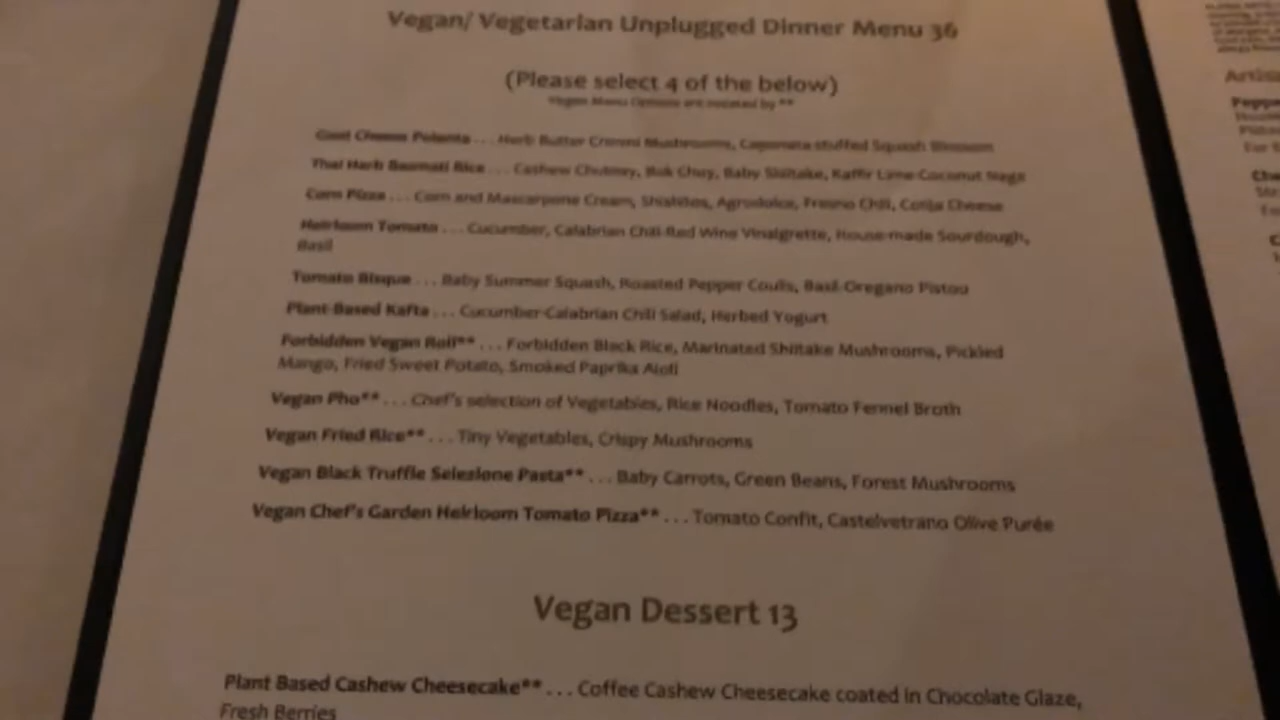 Vegan/ Vegetarian Unplugged Dinner Menu 36
(Please select 4 of the below)
Vegan Menu Options are notated by **
Goat Cheese Polenta . . . Herb Butter Crimini Mushrooms, Caponata stuffed Squash Blossom
Thai Herb Basmati Rice . . . Cashew Chutney, Bok Choy, Baby Shiitake, Kaffir Lime-Coconut Nage
Corn Pizza . . . Corn and Mascarpone Cream, Shishitos, Agrodolce, Fresno Chili, Cotija Cheese
Heirloom Tomato . . . Cucumber, Calabrian Chili-Red Wine Vinaigrette, House-made Sourdough,
Basil
Tomato Bisque . . . Baby Summer Squash, Roasted Pepper Coulis, Basil-Oregano Pistou
Plant-Based Kafta . . . Cucumber-Calabrian Chili Salad, Herbed Yogurt
Forbidden Vegan Roll** . . . Forbidden Black Rice, Marinated Shiitake Mushrooms, Pickled
Mango, Fried Sweet Potato, Smoked Paprika Aioli
Vegan Pho** . . . Chef's selection of Vegetables, Rice Noodles, Tomato Fennel Broth
Vegan Fried Rice** . . . Tiny Vegetables, Crispy Mushrooms
Vegan Black Truffle Selesione Pasta** . . . Baby Carrots, Green Beans, Forest Mushrooms
Vegan Chef's Garden Heirloom Tomato Pizza** . . . Tomato Confit, Castelvetrano Olive Purée
Vegan Dessert 13
Plant Based Cashew Cheesecake** . . . Coffee Cashew Cheesecake coated in Chocolate Glaze,
Fresh Berries